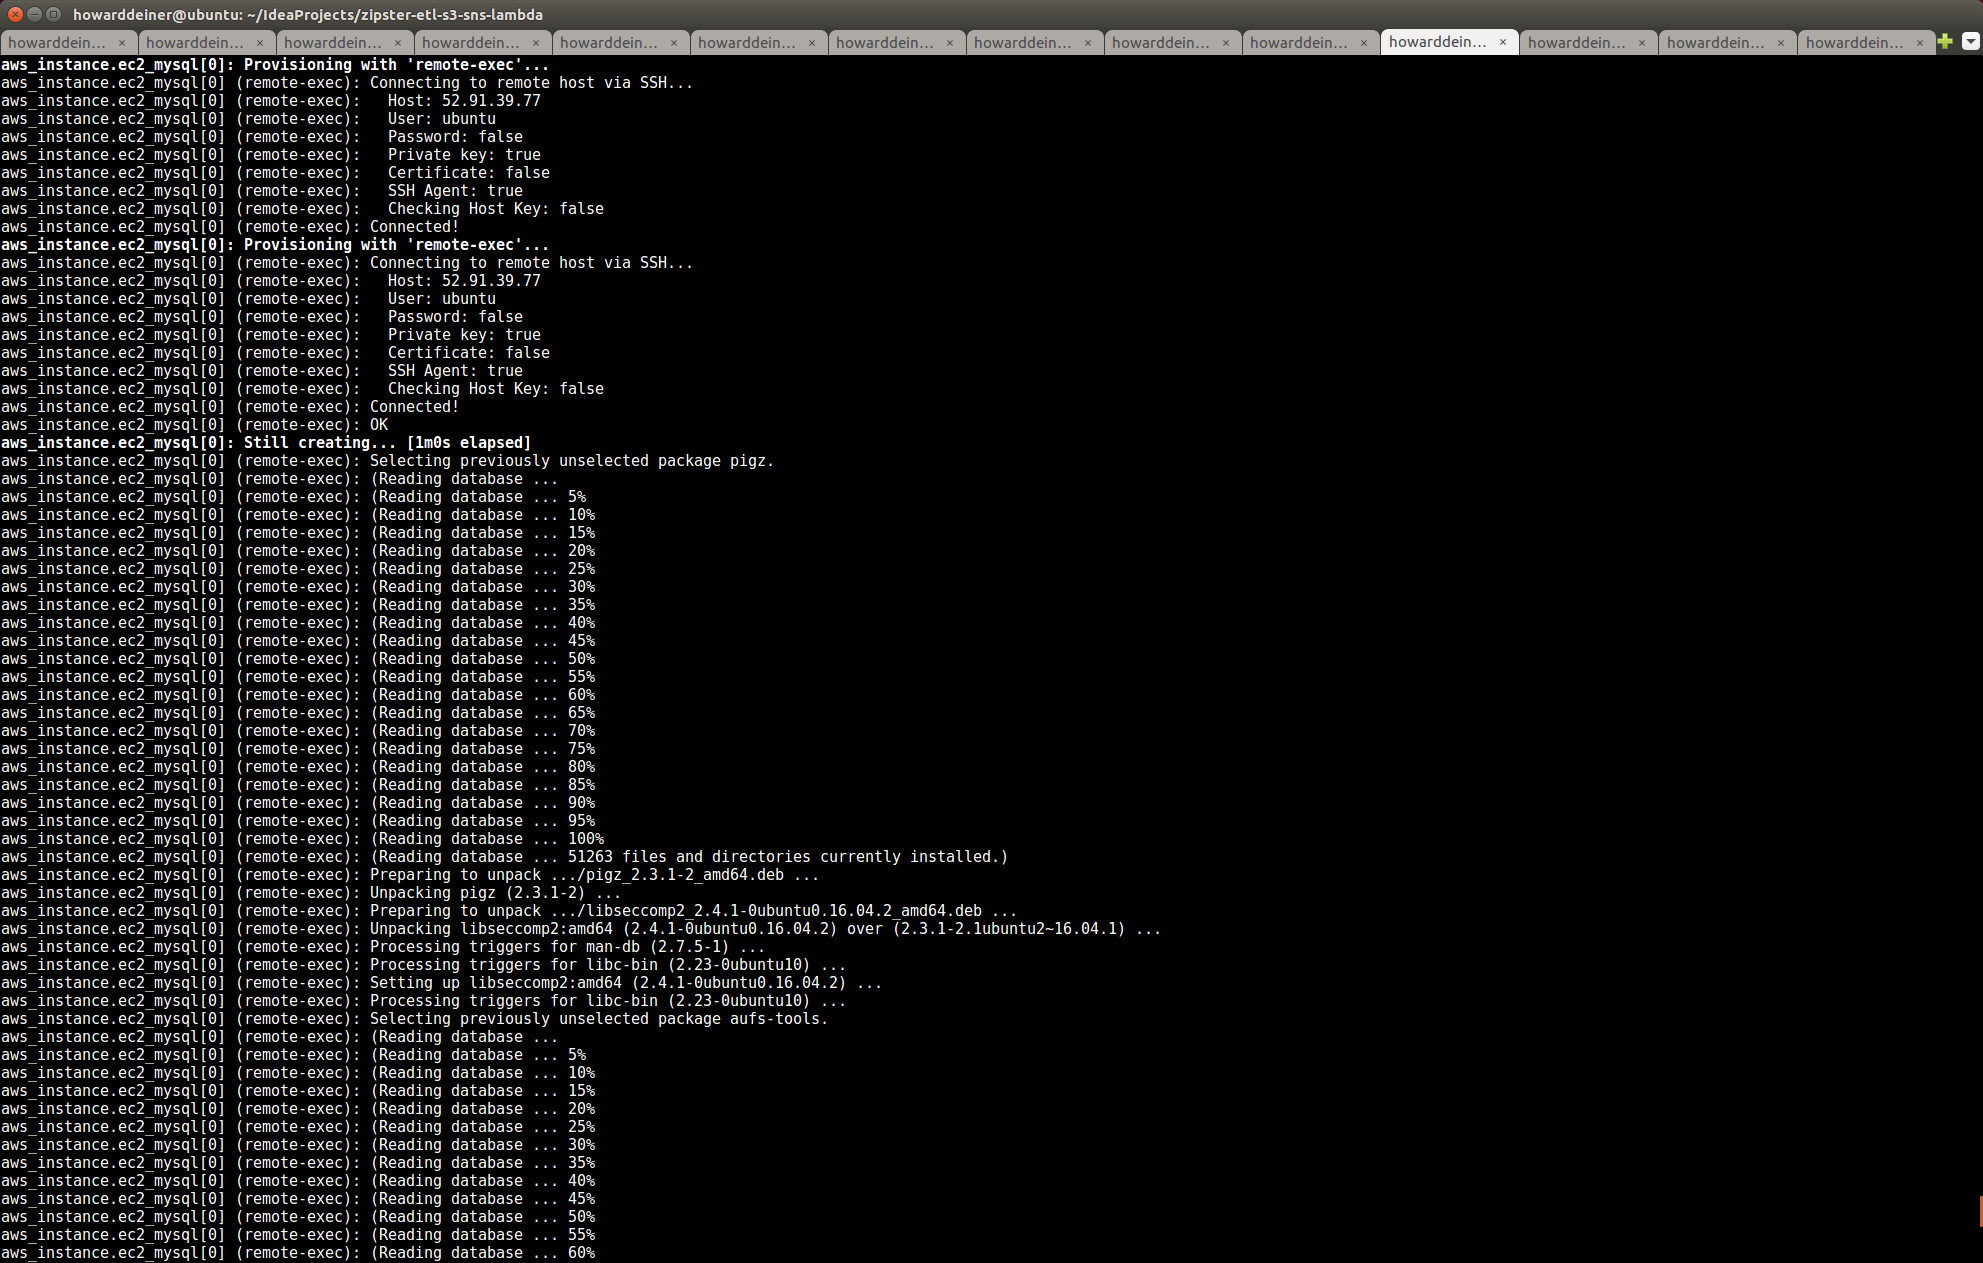 howarddeiner@ubuntu: ~/IdeaProjects/zipster-etl-s3-sns-lambda
howarddein... × howarddein... × howarddein... × howarddein... × howarddein... × howarddein... × howarddein... × howarddein... × howarddein... × howarddein... × howarddein... × howarddein... × howarddein... × howarddein... ×
aws_instance.ec2_mysql[0]: Provisioning with 'remote-exec'...
aws_instance.ec2_mysql[0] (remote-exec): Connecting to remote host via SSH...
aws_instance.ec2_mysql[0] (remote-exec):   Host: 52.91.39.77
aws_instance.ec2_mysql[0] (remote-exec):   User: ubuntu
aws_instance.ec2_mysql[0] (remote-exec):   Password: false
aws_instance.ec2_mysql[0] (remote-exec):   Private key: true
aws_instance.ec2_mysql[0] (remote-exec):   Certificate: false
aws_instance.ec2_mysql[0] (remote-exec):   SSH Agent: true
aws_instance.ec2_mysql[0] (remote-exec):   Checking Host Key: false
aws_instance.ec2_mysql[0] (remote-exec): Connected!
aws_instance.ec2_mysql[0]: Provisioning with 'remote-exec'...
aws_instance.ec2_mysql[0] (remote-exec): Connecting to remote host via SSH...
aws_instance.ec2_mysql[0] (remote-exec):   Host: 52.91.39.77
aws_instance.ec2_mysql[0] (remote-exec):   User: ubuntu
aws_instance.ec2_mysql[0] (remote-exec):   Password: false
aws_instance.ec2_mysql[0] (remote-exec):   Private key: true
aws_instance.ec2_mysql[0] (remote-exec):   Certificate: false
aws_instance.ec2_mysql[0] (remote-exec):   SSH Agent: true
aws_instance.ec2_mysql[0] (remote-exec):   Checking Host Key: false
aws_instance.ec2_mysql[0] (remote-exec): Connected!
aws_instance.ec2_mysql[0] (remote-exec): OK
aws_instance.ec2_mysql[0]: Still creating... [1m0s elapsed]
aws_instance.ec2_mysql[0] (remote-exec): Selecting previously unselected package pigz.
aws_instance.ec2_mysql[0] (remote-exec): (Reading database ...
aws_instance.ec2_mysql[0] (remote-exec): (Reading database ... 5%
aws_instance.ec2_mysql[0] (remote-exec): (Reading database ... 10%
aws_instance.ec2_mysql[0] (remote-exec): (Reading database ... 15%
aws_instance.ec2_mysql[0] (remote-exec): (Reading database ... 20%
aws_instance.ec2_mysql[0] (remote-exec): (Reading database ... 25%
aws_instance.ec2_mysql[0] (remote-exec): (Reading database ... 30%
aws_instance.ec2_mysql[0] (remote-exec): (Reading database ... 35%
aws_instance.ec2_mysql[0] (remote-exec): (Reading database ... 40%
aws_instance.ec2_mysql[0] (remote-exec): (Reading database ... 45%
aws_instance.ec2_mysql[0] (remote-exec): (Reading database ... 50%
aws_instance.ec2_mysql[0] (remote-exec): (Reading database ... 55%
aws_instance.ec2_mysql[0] (remote-exec): (Reading database ... 60%
aws_instance.ec2_mysql[0] (remote-exec): (Reading database ... 65%
aws_instance.ec2_mysql[0] (remote-exec): (Reading database ... 70%
aws_instance.ec2_mysql[0] (remote-exec): (Reading database ... 75%
aws_instance.ec2_mysql[0] (remote-exec): (Reading database ... 80%
aws_instance.ec2_mysql[0] (remote-exec): (Reading database ... 85%
aws_instance.ec2_mysql[0] (remote-exec): (Reading database ... 90%
aws_instance.ec2_mysql[0] (remote-exec): (Reading database ... 95%
aws_instance.ec2_mysql[0] (remote-exec): (Reading database ... 100%
aws_instance.ec2_mysql[0] (remote-exec): (Reading database ... 51263 files and directories currently installed.)
aws_instance.ec2_mysql[0] (remote-exec): Preparing to unpack .../pigz_2.3.1-2_amd64.deb ...
aws_instance.ec2_mysql[0] (remote-exec): Unpacking pigz (2.3.1-2) ...
aws_instance.ec2_mysql[0] (remote-exec): Preparing to unpack .../libseccomp2_2.4.1-0ubuntu0.16.04.2_amd64.deb ...
aws_instance.ec2_mysql[0] (remote-exec): Unpacking libseccomp2:amd64 (2.4.1-0ubuntu0.16.04.2) over (2.3.1-2.1ubuntu2~16.04.1) ...
aws_instance.ec2_mysql[0] (remote-exec): Processing triggers for man-db (2.7.5-1) ...
aws_instance.ec2_mysql[0] (remote-exec): Processing triggers for libc-bin (2.23-0ubuntu10) ...
aws_instance.ec2_mysql[0] (remote-exec): Setting up libseccomp2:amd64 (2.4.1-0ubuntu0.16.04.2) ...
aws_instance.ec2_mysql[0] (remote-exec): Processing triggers for libc-bin (2.23-0ubuntu10) ...
aws_instance.ec2_mysql[0] (remote-exec): Selecting previously unselected package aufs-tools.
aws_instance.ec2_mysql[0] (remote-exec): (Reading database ...
aws_instance.ec2_mysql[0] (remote-exec): (Reading database ... 5%
aws_instance.ec2_mysql[0] (remote-exec): (Reading database ... 10%
aws_instance.ec2_mysql[0] (remote-exec): (Reading database ... 15%
aws_instance.ec2_mysql[0] (remote-exec): (Reading database ... 20%
aws_instance.ec2_mysql[0] (remote-exec): (Reading database ... 25%
aws_instance.ec2_mysql[0] (remote-exec): (Reading database ... 30%
aws_instance.ec2_mysql[0] (remote-exec): (Reading database ... 35%
aws_instance.ec2_mysql[0] (remote-exec): (Reading database ... 40%
aws_instance.ec2_mysql[0] (remote-exec): (Reading database ... 45%
aws_instance.ec2_mysql[0] (remote-exec): (Reading database ... 50%
aws_instance.ec2_mysql[0] (remote-exec): (Reading database ... 55%
aws_instance.ec2_mysql[0] (remote-exec): (Reading database ... 60%